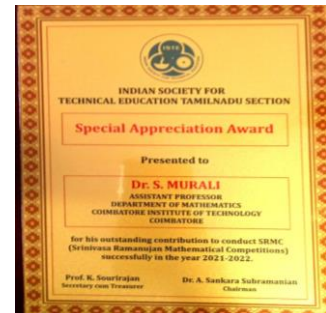 ISTE
INDIAN SOCIETY FOR
TECHNICAL EDUCATION TAMILNADU SECTION
Special Appreciation Award
Presented to
Dr. S. MURALI
ASSISTANT PROFESSOR
DEPARTMENT OF MATHEMATICS
COIMBATORE INSTITUTE OF TECHNOLOGY
COIMBATORE
for his outstanding contribution to conduct SRMC
(Srinivasa Ramanujan Mathematical Competitions)
successfully in the year 2021-2022.
Prof. K. Sourirajan Dr. A. Sankara Subramanian
Secretary cum Treasurer Chairman